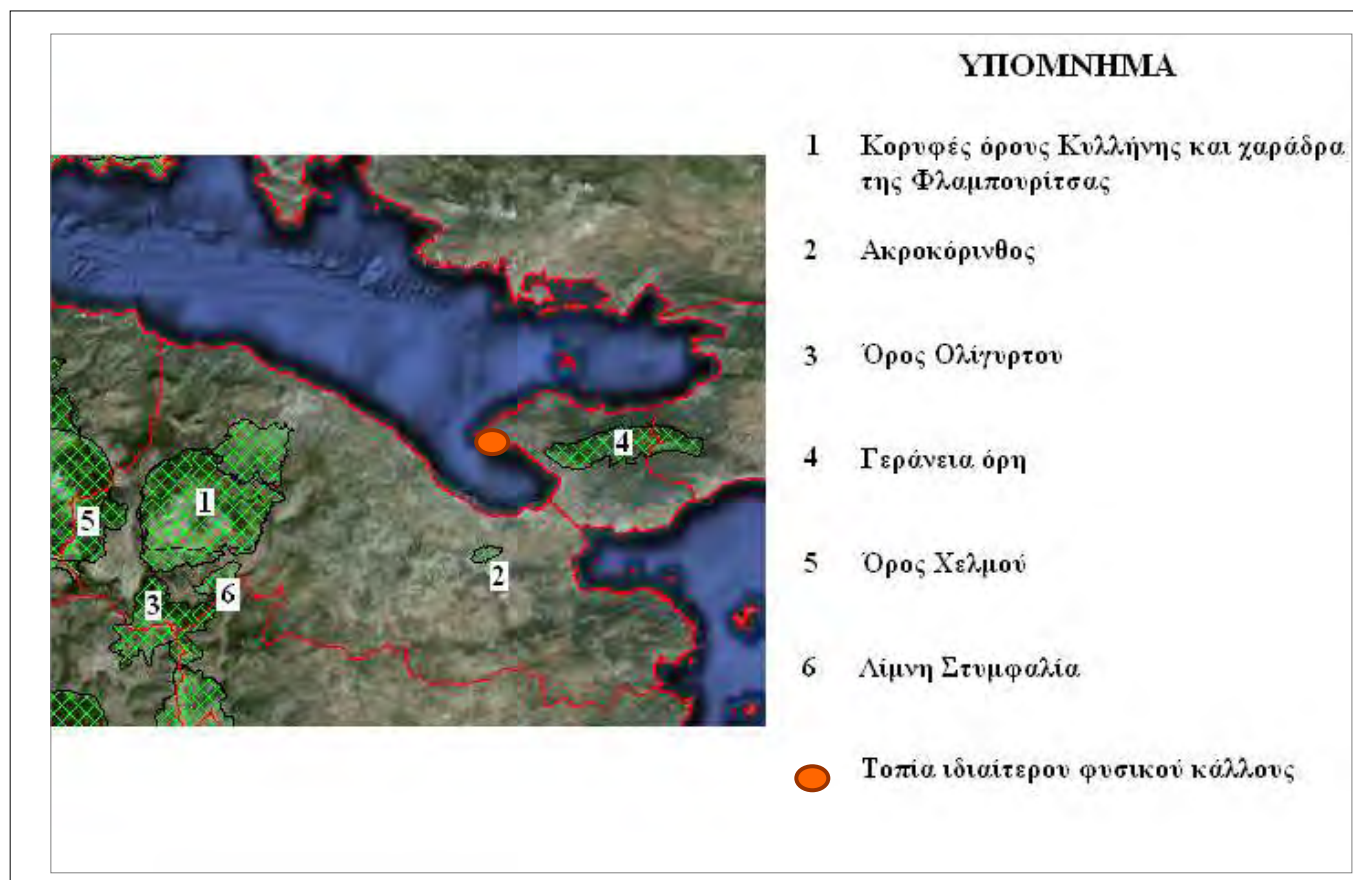 ΥΠΟΜΝΗΜΑ
1 Κορυφές όρους Κυλλήνης και χαράδρα
της Φλαμπουρίτσας
2 Ακροκόρινθος
3 Όρος Ολίγυρτου
4 Γεράνεια όρη
5 Όρος Χελμού
6 Λίμνη Στυμφαλία
Τοπία ιδιαίτερου φυσικού κάλλους
4
1
5
2
6
3